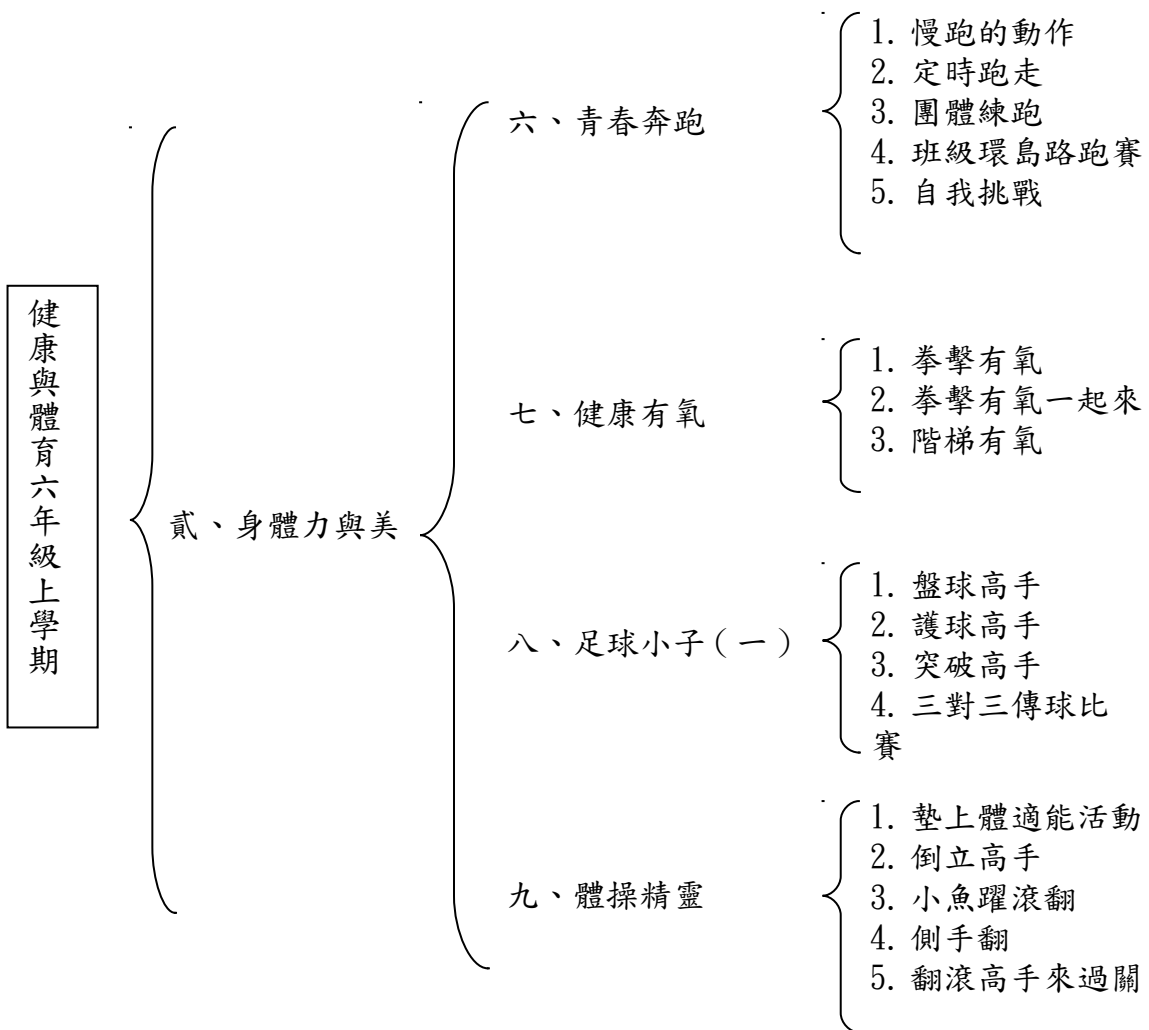 健康與體育六年級上學期
貳、身體力與美
六、青春奔跑
1. 慢跑的動作
2. 定時跑走
3. 團體練跑
4. 班級環島路跑賽
5. 自我挑戰
七、健康有氧
1. 拳擊有氧
2. 拳擊有氧一起來
3. 階梯有氧
八、足球小子(一)
1. 盤球高手
2. 護球高手
3. 突破高手
4. 三對三傳球比
賽
九、體操精靈
1. 墊上體適能活動
2. 倒立高手
3. 小魚躍滾翻
4. 側手翻
5. 翻滾高手來過關